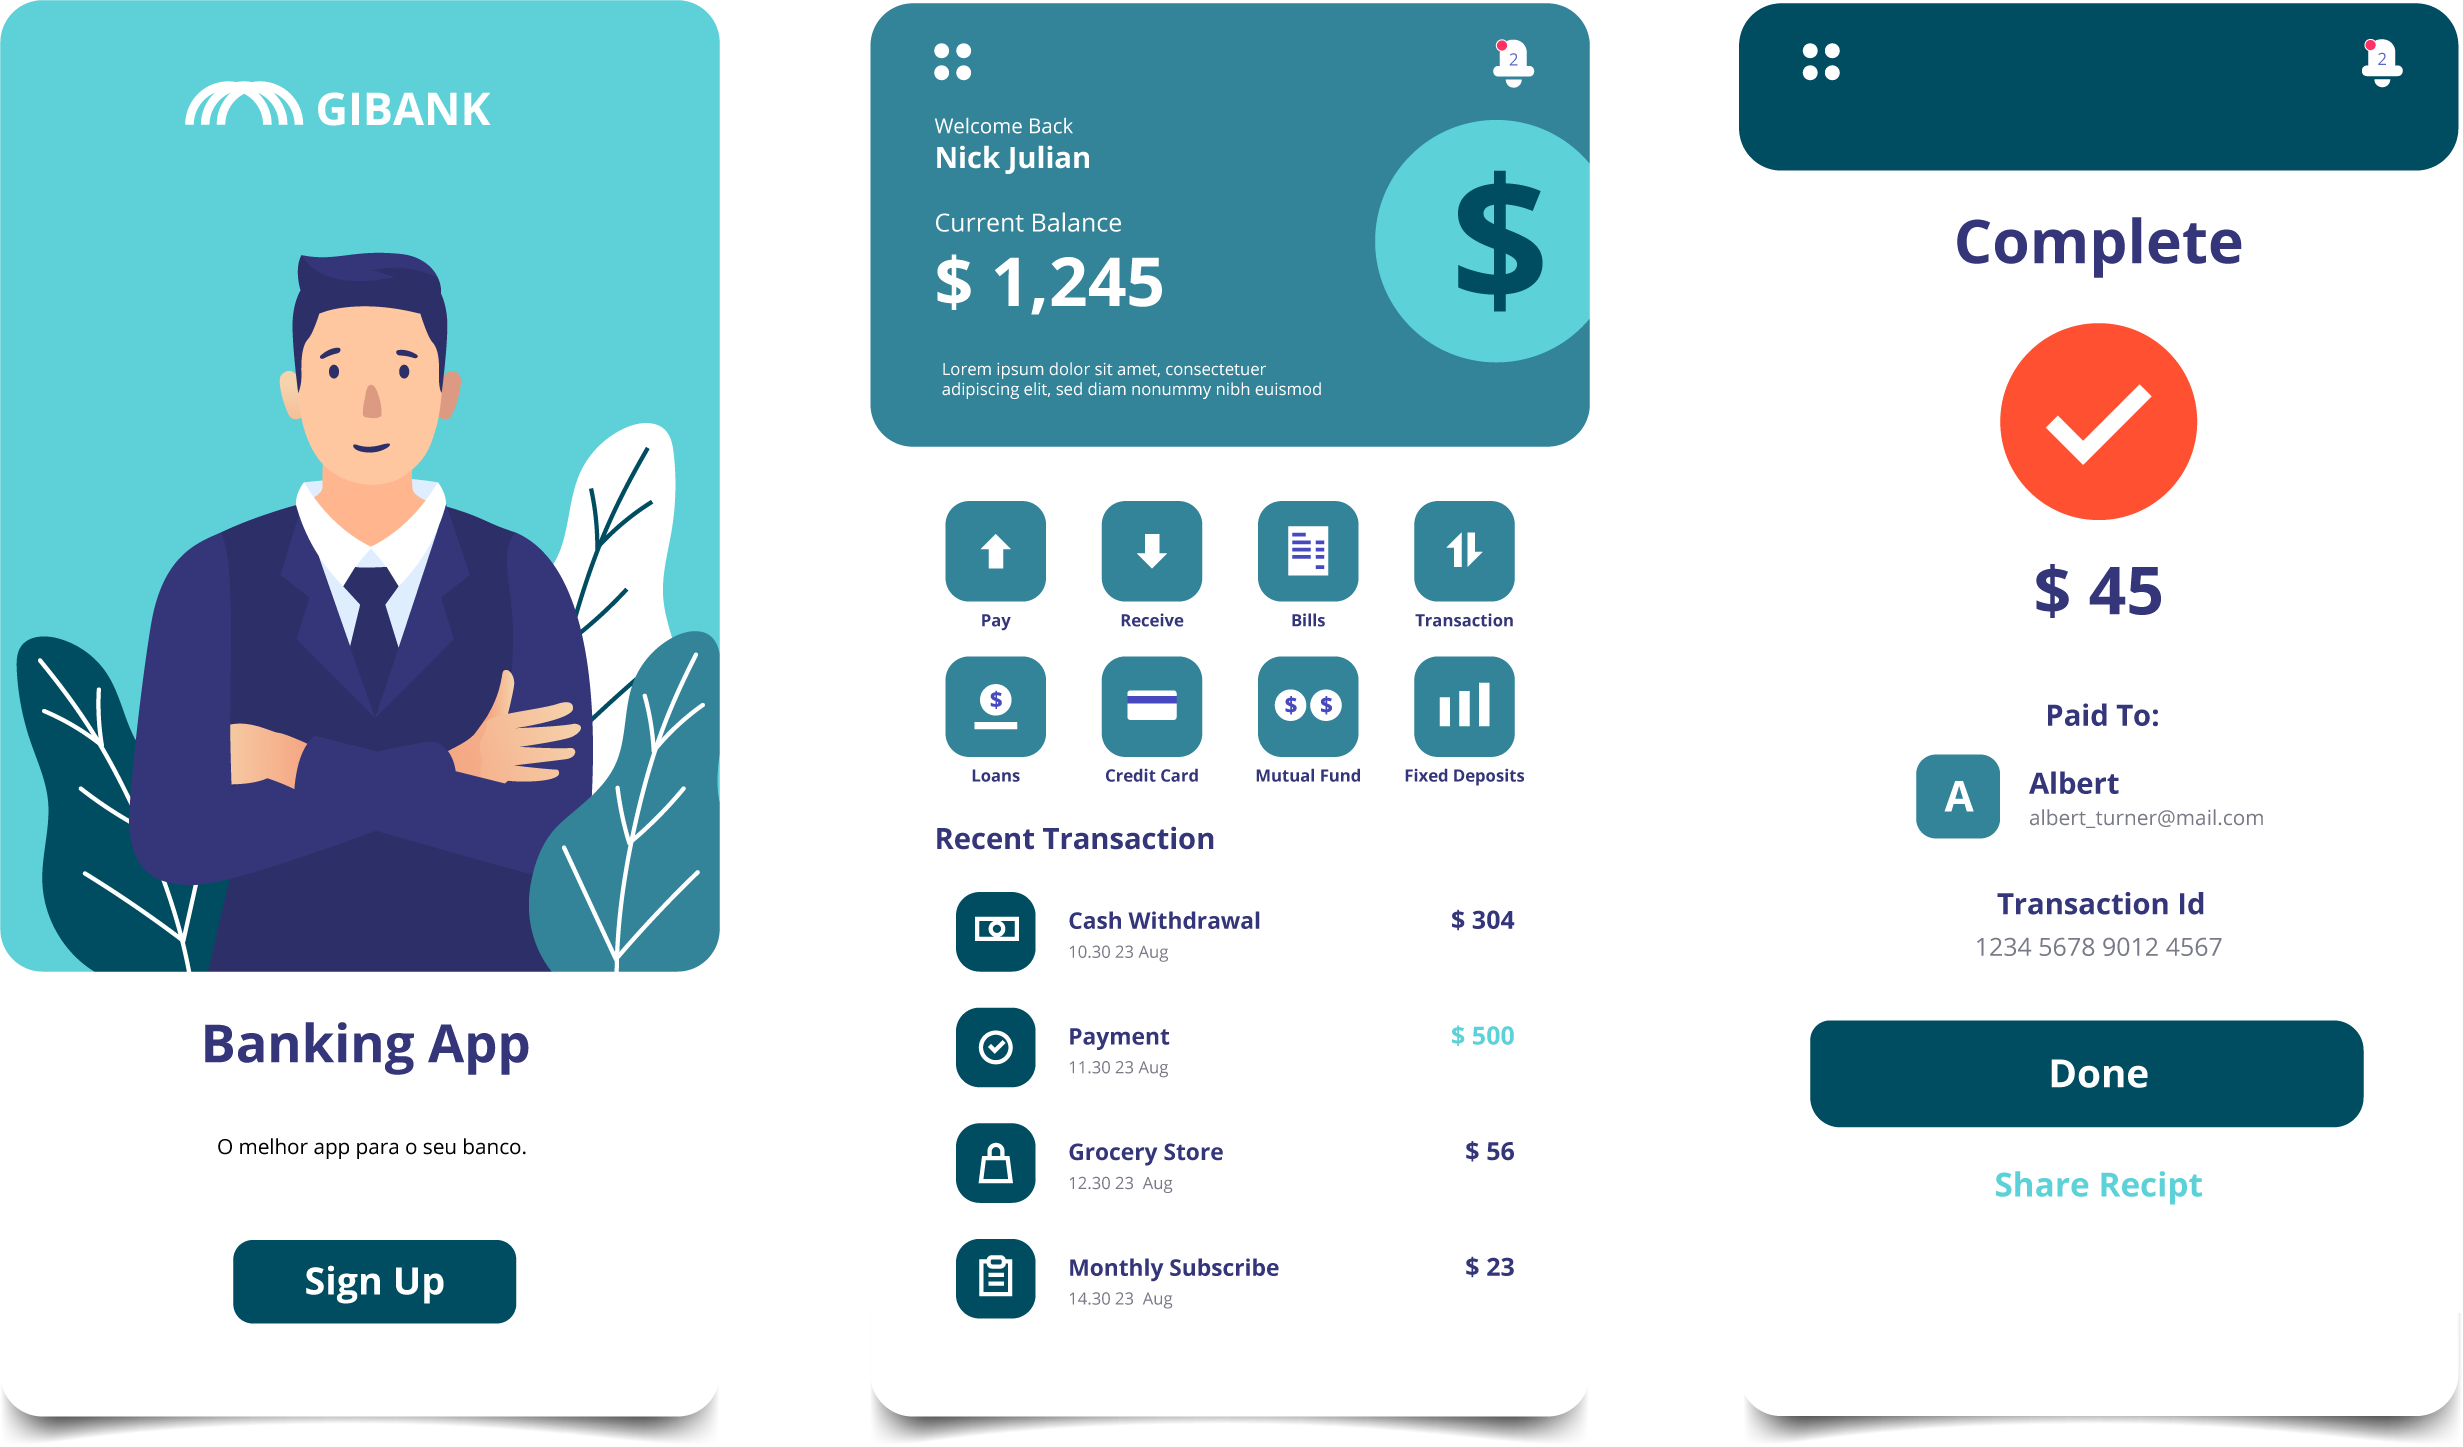 GIBANK
Banking App
O melhor app para o seu banco.
Sign Up
2
Welcome Back
Nick Julian
Current Balance
$ 1,245
$
Lorem ipsum dolor sit amet, consectetuer
adipiscing elit, sed diam nonummy nibh euismod
Pay
Receive
Bills
Transaction
$
$ $
Loans
Credit Card
Mutual Fund
Fixed Deposits
Recent Transaction
Cash Withdrawal
$ 304
10.30 23 Aug
Payment
$ 500
11.30 23 Aug
Grocery Store
$ 56
12.30 23 Aug
Monthly Subscribe
$ 23
14.30 23 Aug
2
Complete
$ 45
Paid To:
A
Albert
albert_turner@mail.com
Transaction Id
1234 5678 9012 4567
Done
Share Recipt